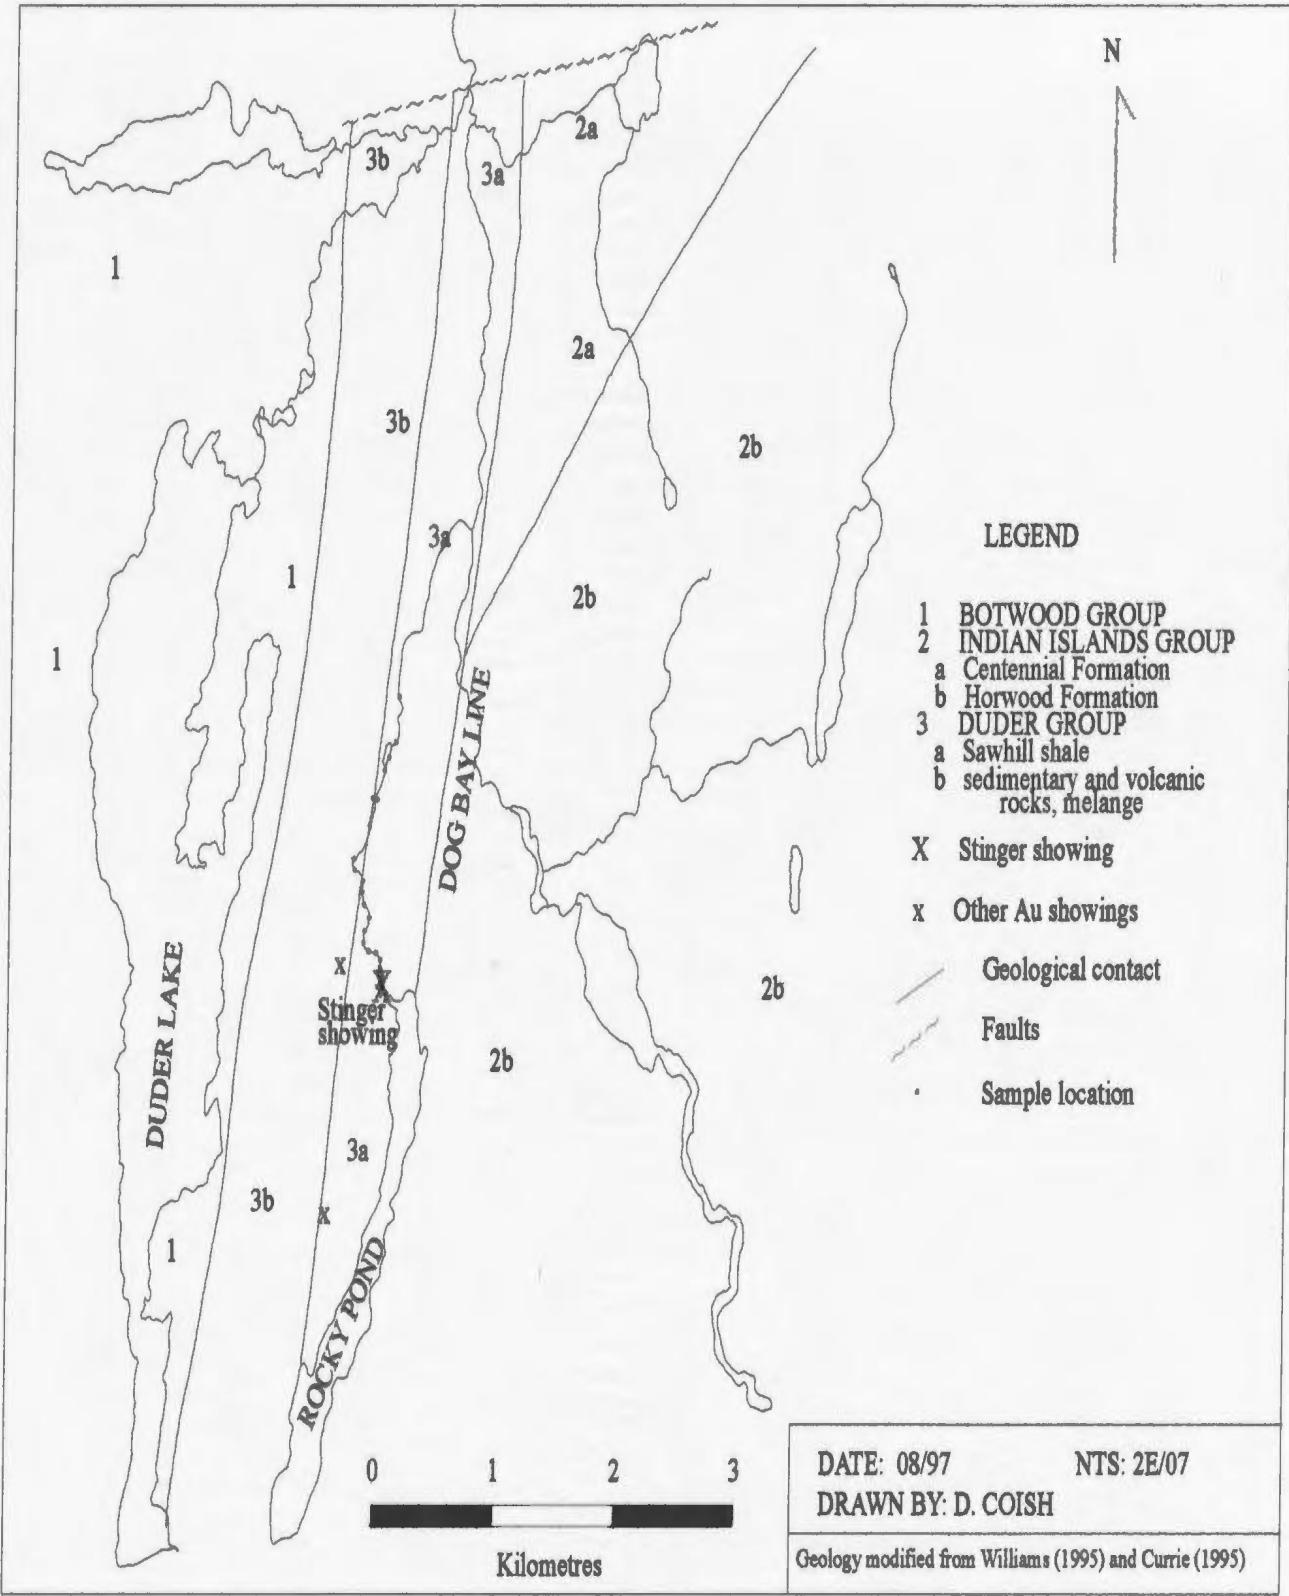 N
2a
3b
3a
1
2a
3b
2b
3a
LEGEND
1
2b
1 BOTWOOD GROUP
2 INDIAN ISLANDS GROUP
1
a Centennial Formation
b Horwood Formation
3 DUDER GROUP
a Sawhill shale
b sedimentary and volcanic
rocks, melange
DOG BAY LINE
X Stinger showing
x Other Au showings
DUDER LAKE
x
X
Geological contact
2b
Stinger
showing
Faults
2b
Sample location
3a
3b
x
1
ROCKY POND
0 1 2 3
Kilometres
DATE: 08/97 NTS: 2E/07
DRAWN BY: D. COISH
Geology modified from Williams (1995) and Currie (1995)